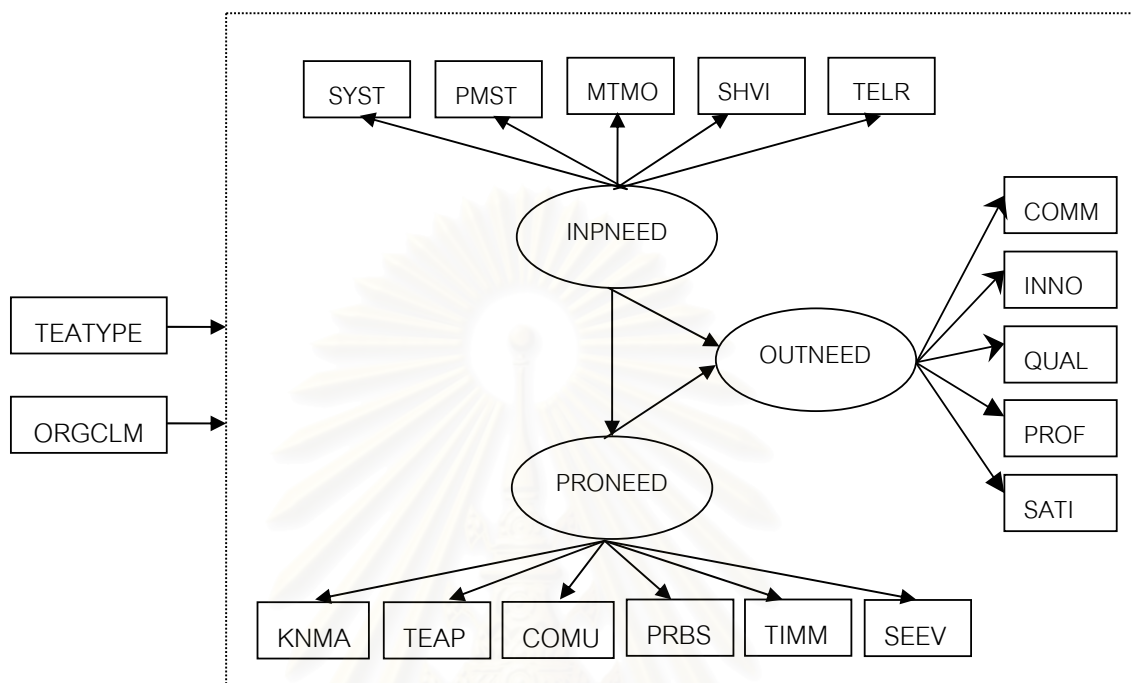 SYST PMST MTMO SHVI TELR
COMM
INPNEED
INNO
TEATYPE
OUTNEED
QUAL
ORGCLM
PROF
PRONEED
SATI
KNMA TEAP COMU PRBS TIMM SEEV